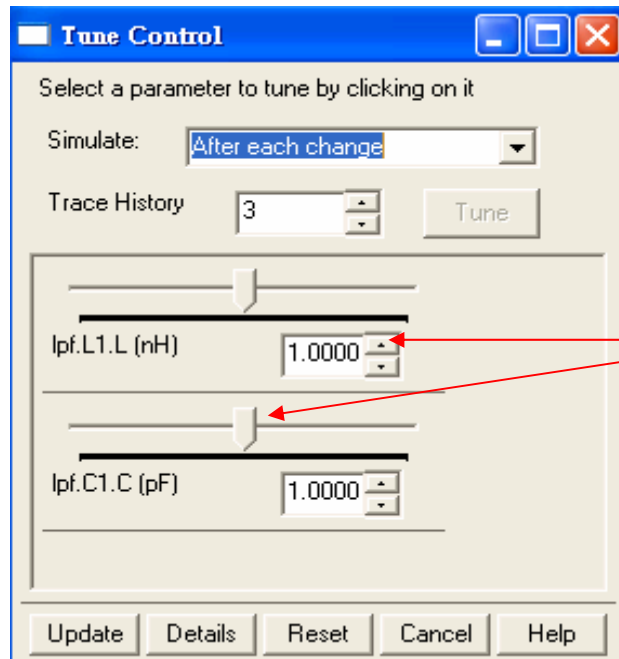 Tune Control
Select a parameter to tune by clicking on it
Simulate: After each change
Trace History 3 Tune
lpf.L1.L (nH) 1.0000
lpf.C1.C (pF) 1.0000
Update Details Reset Cancel Help